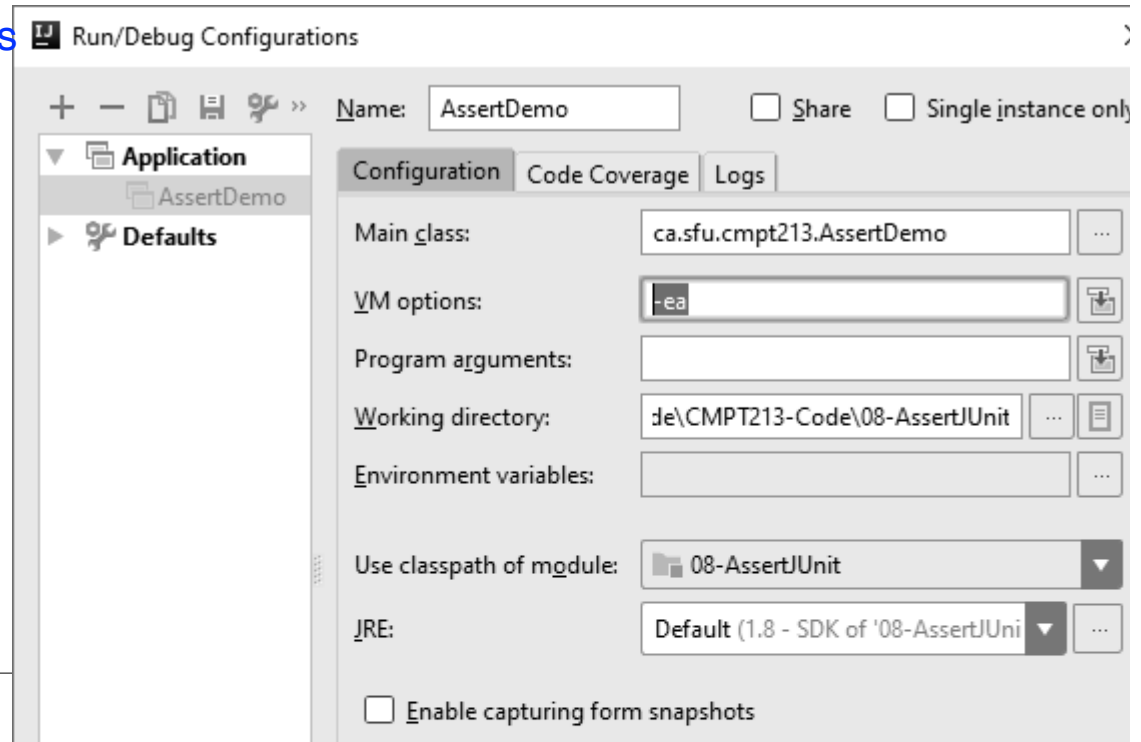 s
IJ Run/Debug Configurations
Name: AssertDemo Share Single instance only
Application
AssertDemo
Defaults
Configuration Code Coverage Logs
Main class: ca.sfu.cmpt213.AssertDemo ...
VM options: -ea
Program arguments:
Working directory: de\CMPT213-Code\08-AssertJUnit ...
Environment variables: ...
Use classpath of module: 08-AssertJUnit
JRE: Default (1.8 - SDK of '08-AssertJUni ...
Enable capturing form snapshots